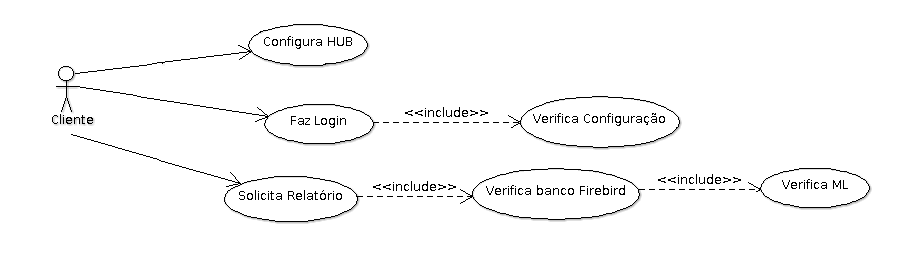 Configura HUB
Cliente
Faz Login
<<include>>
Verifica Configuração
Solicita Relatório
<<include>>
Verifica banco Firebird
<<include>>
Verifica ML